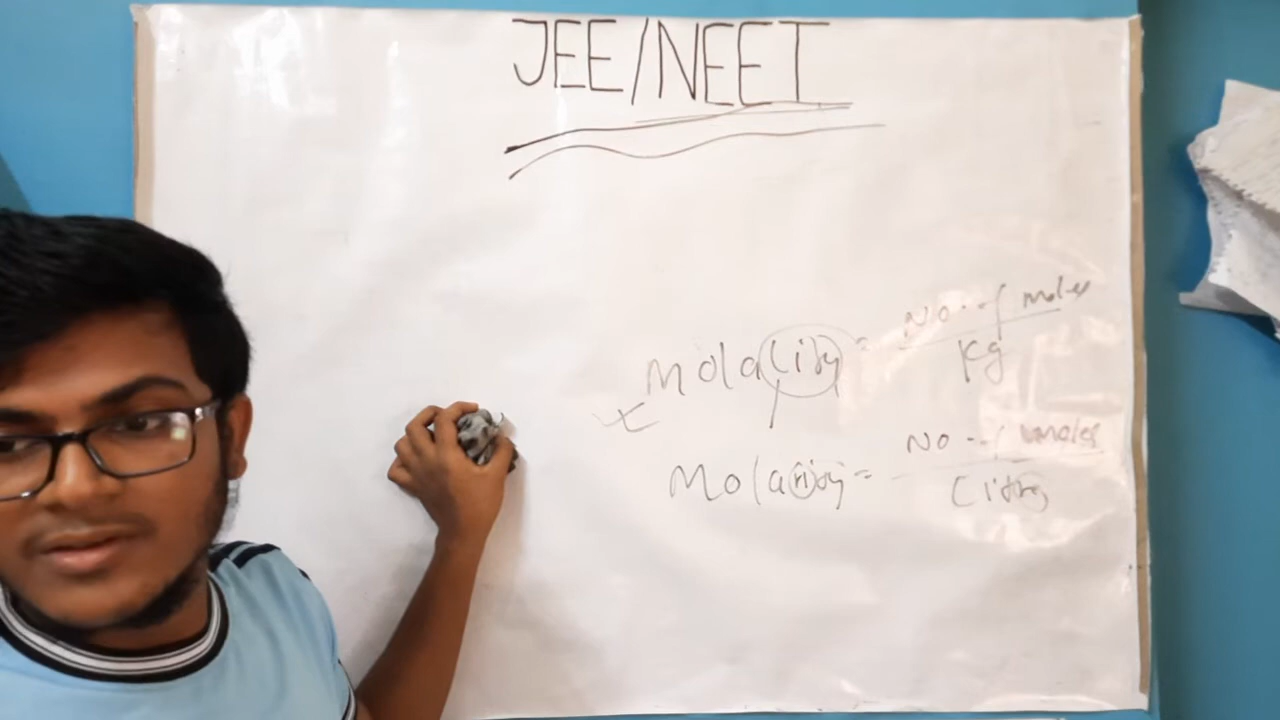 JEE/NEET
Molality = No. of moles
Kg
Molarity = No. of moles
Litre